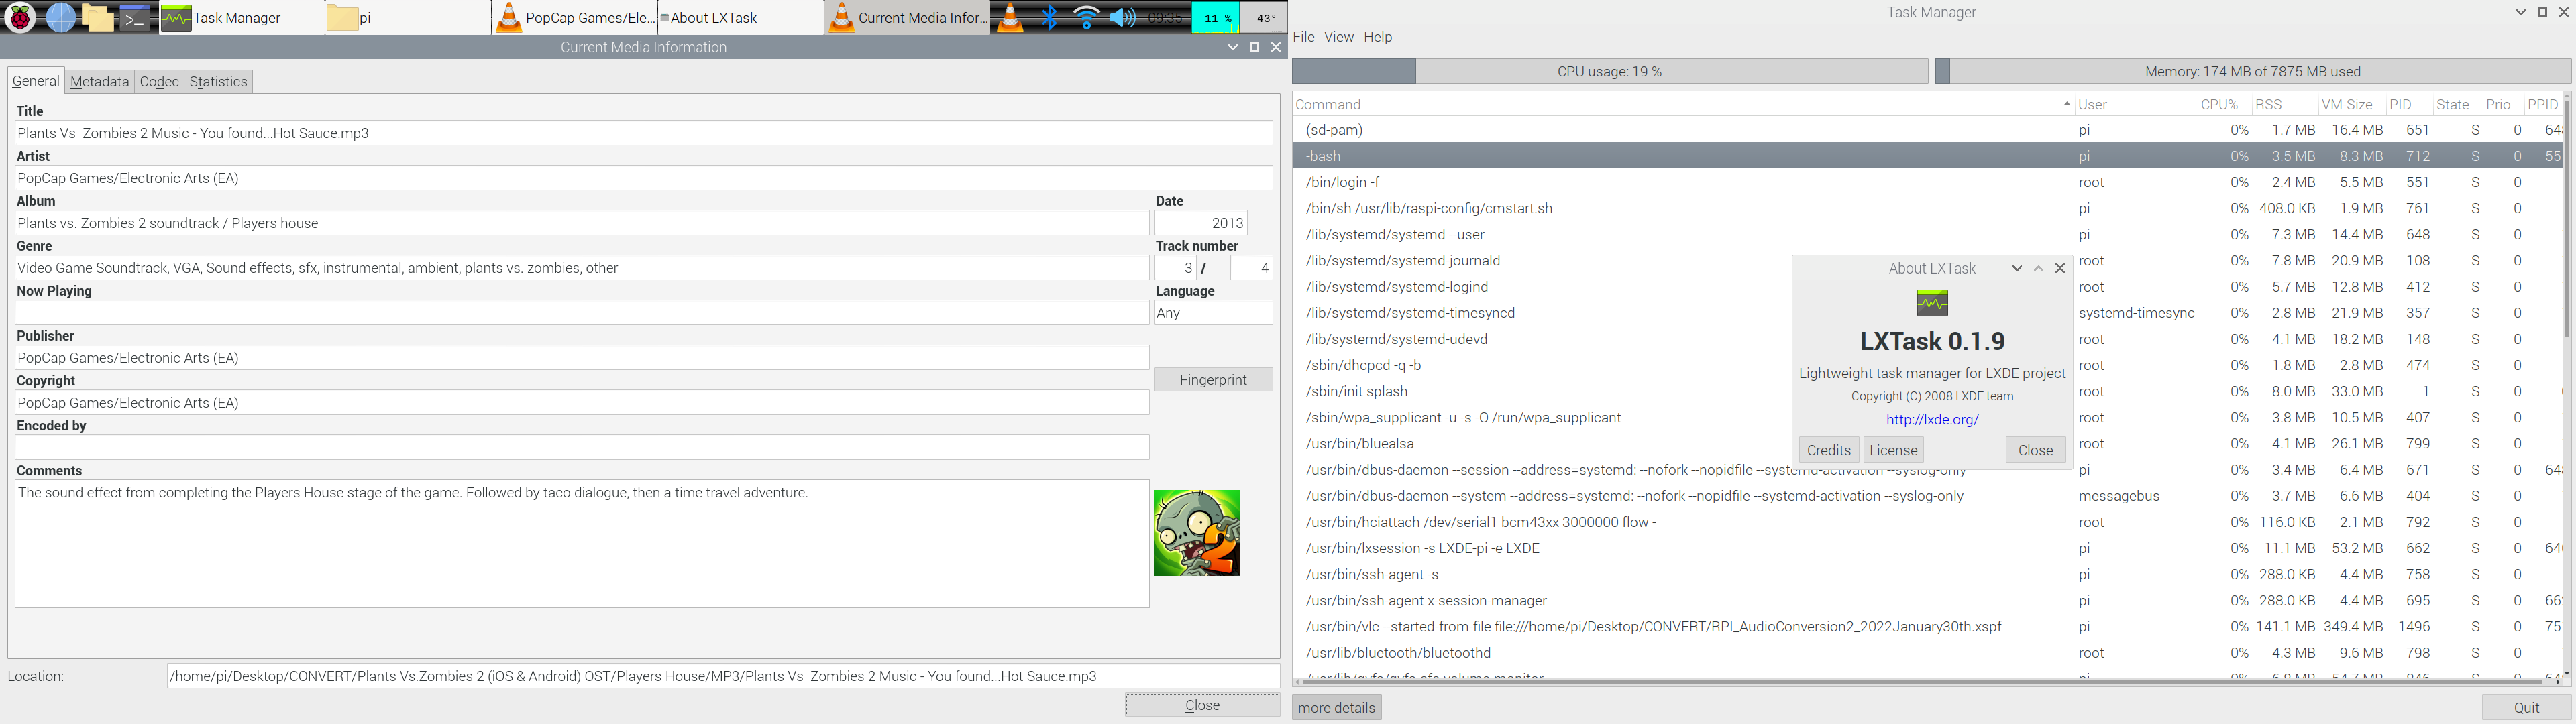 Task Manager
pi
PopCap Games/Ele...
About LXTask
Current Media Infor...
09:35
11 %
43°
Current Media Information
General
Metadata
Codec
Statistics
Title
Plants Vs  Zombies 2 Music - You found...Hot Sauce.mp3
Artist
PopCap Games/Electronic Arts (EA)
Album
Date
Plants vs. Zombies 2 soundtrack / Players house
2013
Genre
Track number
Video Game Soundtrack, VGA, Sound effects, sfx, instrumental, ambient, plants vs. zombies, other
3 / 4
Now Playing
Language
Any
Publisher
PopCap Games/Electronic Arts (EA)
Fingerprint
Copyright
PopCap Games/Electronic Arts (EA)
Encoded by
Comments
The sound effect from completing the Players House stage of the game. Followed by taco dialogue, then a time travel adventure.
2
Location:
/home/pi/Desktop/CONVERT/Plants Vs.Zombies 2 (iOS & Android) OST/Players House/MP3/Plants Vs  Zombies 2 Music - You found...Hot Sauce.mp3
Close
Task Manager
File View Help
CPU usage: 19 %
Memory: 174 MB of 7875 MB used
Command User CPU% RSS VM-Size PID State Prio PPID
(sd-pam) pi 0% 1.7 MB 16.4 MB 651 S 0 64
-bash pi 0% 3.5 MB 8.3 MB 712 S 0 55
/bin/login -f root 0% 2.4 MB 5.5 MB 551 S 0
/bin/sh /usr/lib/raspi-config/cmstart.sh pi 0% 408.0 KB 1.9 MB 761 S 0
/lib/systemd/systemd --user pi 0% 7.3 MB 14.4 MB 648 S 0
/lib/systemd/systemd-journald root 0% 7.8 MB 20.9 MB 108 S 0
/lib/systemd/systemd-logind root 0% 5.7 MB 12.8 MB 412 S 0
/lib/systemd/systemd-timesyncd systemd-timesync 0% 2.8 MB 21.9 MB 357 S 0
/lib/systemd/systemd-udevd root 0% 4.1 MB 18.2 MB 148 S 0
/sbin/dhcpcd -q -b root 0% 1.8 MB 2.8 MB 474 S 0
/sbin/init splash root 0% 8.0 MB 33.0 MB 1 S 0
/sbin/wpa_supplicant -u -s -O /run/wpa_supplicant root 0% 3.8 MB 10.5 MB 407 S 0
/usr/bin/bluealsa root 0% 4.1 MB 26.1 MB 799 S 0
/usr/bin/dbus-daemon --session --address=systemd: --nofork --nopidfile --systemd-activation --syslog-only pi 0% 3.4 MB 6.4 MB 671 S 0 64
/usr/bin/dbus-daemon --system --address=systemd: --nofork --nopidfile --systemd-activation --syslog-only messagebus 0% 3.7 MB 6.6 MB 404 S 0
/usr/bin/hciattach /dev/serial1 bcm43xx 3000000 flow - root 0% 116.0 KB 2.1 MB 792 S 0
/usr/bin/lxsession -s LXDE-pi -e LXDE pi 0% 11.1 MB 53.2 MB 662 S 0 64
/usr/bin/ssh-agent -s pi 0% 288.0 KB 4.4 MB 758 S 0
/usr/bin/ssh-agent x-session-manager pi 0% 288.0 KB 4.4 MB 695 S 0 66
/usr/bin/vlc --started-from-file file:///home/pi/Desktop/CONVERT/RPI_AudioConversion2_2022January30th.xspf pi 0% 141.1 MB 349.4 MB 1496 S 0 75
/usr/lib/bluetooth/bluetoothd root 0% 4.3 MB 9.6 MB 798 S 0
About LXTask
LXTask 0.1.9
Lightweight task manager for LXDE project
Copyright (C) 2008 LXDE team
http://lxde.org/
Credits
License
Close
more details
Quit